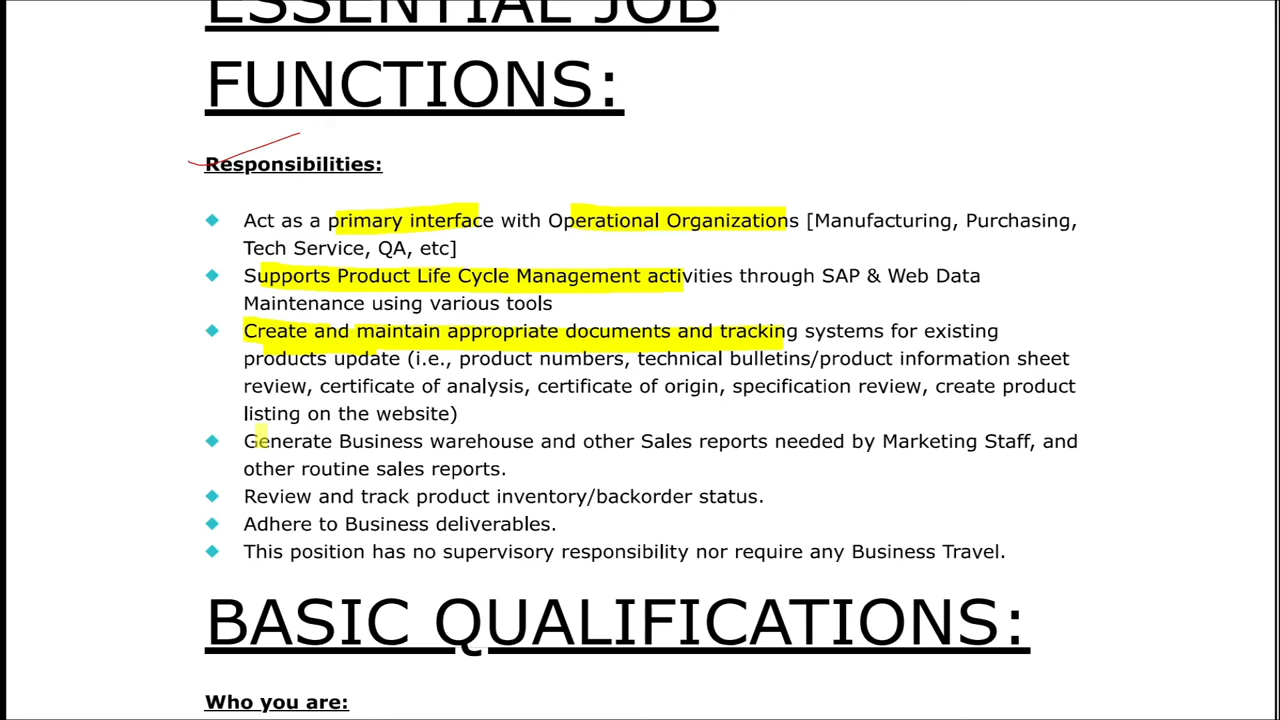 ESSENTIAL JOB
FUNCTIONS:
Responsibilities:
Act as a primary interface with Operational Organizations [Manufacturing, Purchasing,
Tech Service, QA, etc]
Supports Product Life Cycle Management activities through SAP & Web Data
Maintenance using various tools
Create and maintain appropriate documents and tracking systems for existing
products update (i.e., product numbers, technical bulletins/product information sheet
review, certificate of analysis, certificate of origin, specification review, create product
listing on the website)
Generate Business warehouse and other Sales reports needed by Marketing Staff, and
other routine sales reports.
Review and track product inventory/backorder status.
Adhere to Business deliverables.
This position has no supervisory responsibility nor require any Business Travel.
BASIC QUALIFICATIONS:
Who you are: